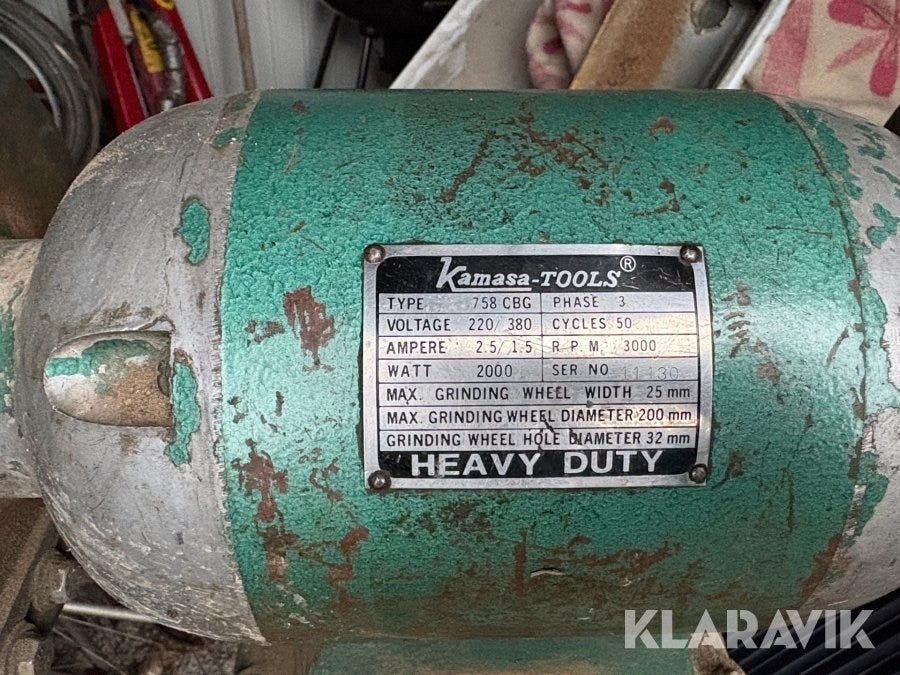 Kamasa-TOOLS®
TYPE 758 CBG PHASE 3
VOLTAGE 220/380 CYCLES 50
AMPERE 2.5/1.5 R.P.M. 3000
WATT 2000 SER NO
MAX. GRINDING WHEEL WIDTH 25 mm
MAX. GRINDING WHEEL DIAMETER 200 mm
GRINDING WHEEL HOLE DIAMETER 32 mm
HEAVY DUTY
KLARAVIK